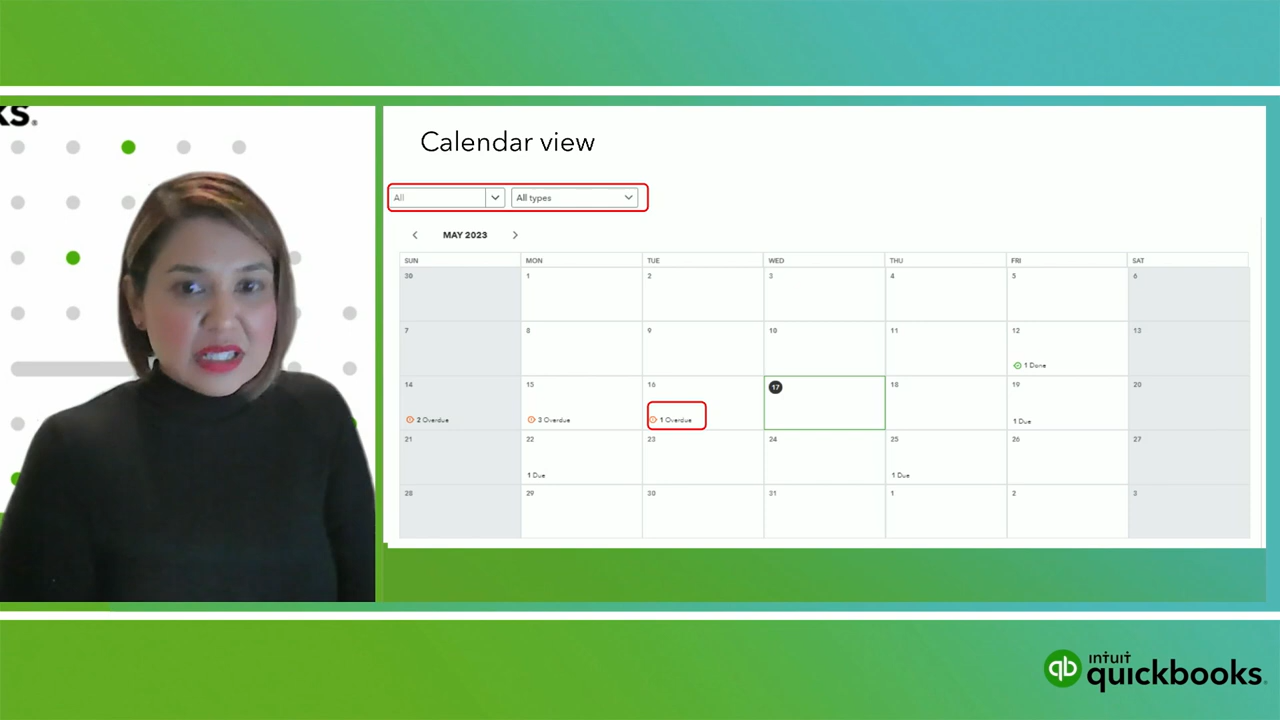 ks.
Calendar view
All All types
MAY 2023
SUN MON TUE WED THU FRI SAT
30 1 2 3 4 5 6
7 8 9 10 11 12 13
1 Done
14 15 16 17 18 19 20
2 Overdue 3 Overdue 1 Overdue 1 Due
21 22 23 24 25 26 27
1 Due 1 Due
28 29 30 31 1 2 3
qb ıntuıt quickbooks.